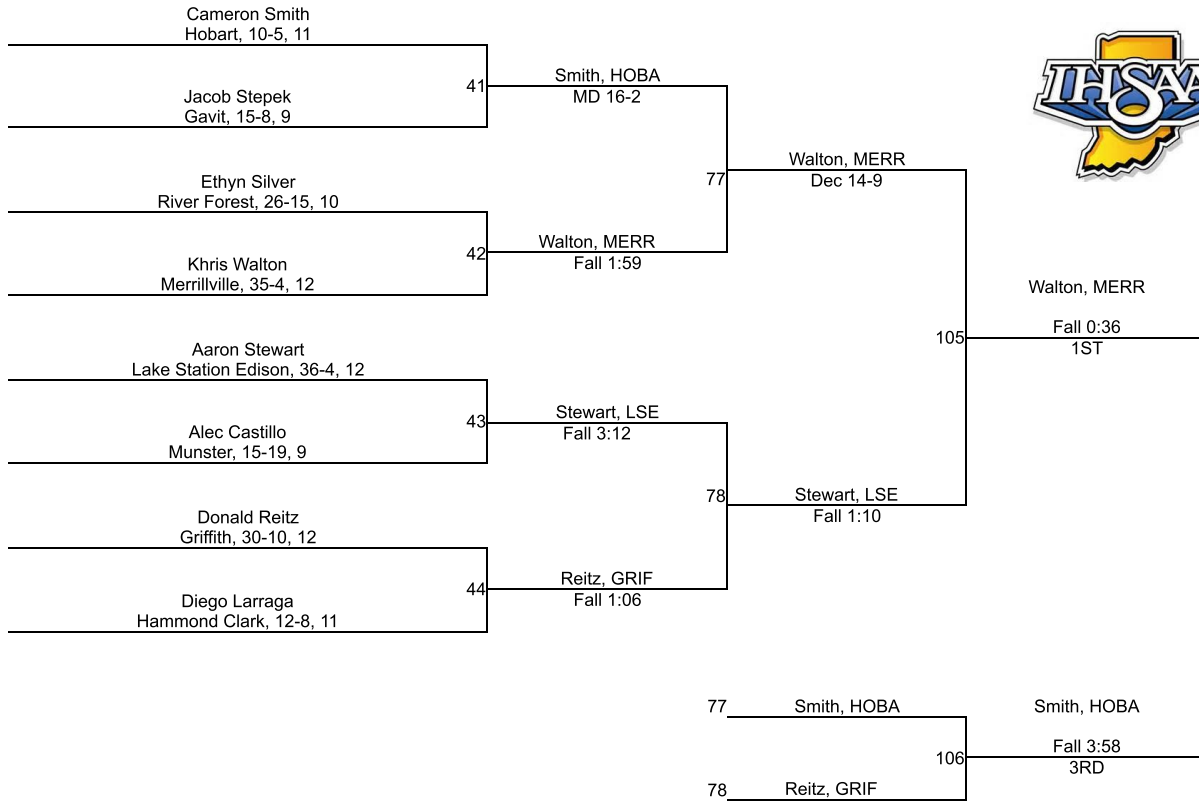 Cameron Smith
Hobart, 10-5, 11
41
Smith, HOBA
MD 16-2
Jacob Stepek
Gavit, 15-8, 9
IHSAA
77
Walton, MERR
Dec 14-9
Ethyn Silver
River Forest, 26-15, 10
42
Walton, MERR
Fall 1:59
Khris Walton
Merrillville, 35-4, 12
105
Walton, MERR
Fall 0:36
1ST
Aaron Stewart
Lake Station Edison, 36-4, 12
43
Stewart, LSE
Fall 3:12
Alec Castillo
Munster, 15-19, 9
78
Stewart, LSE
Fall 1:10
Donald Reitz
Griffith, 30-10, 12
44
Reitz, GRIF
Fall 1:06
Diego Larraga
Hammond Clark, 12-8, 11
77
Smith, HOBA
106
Smith, HOBA
Fall 3:58
3RD
78
Reitz, GRIF